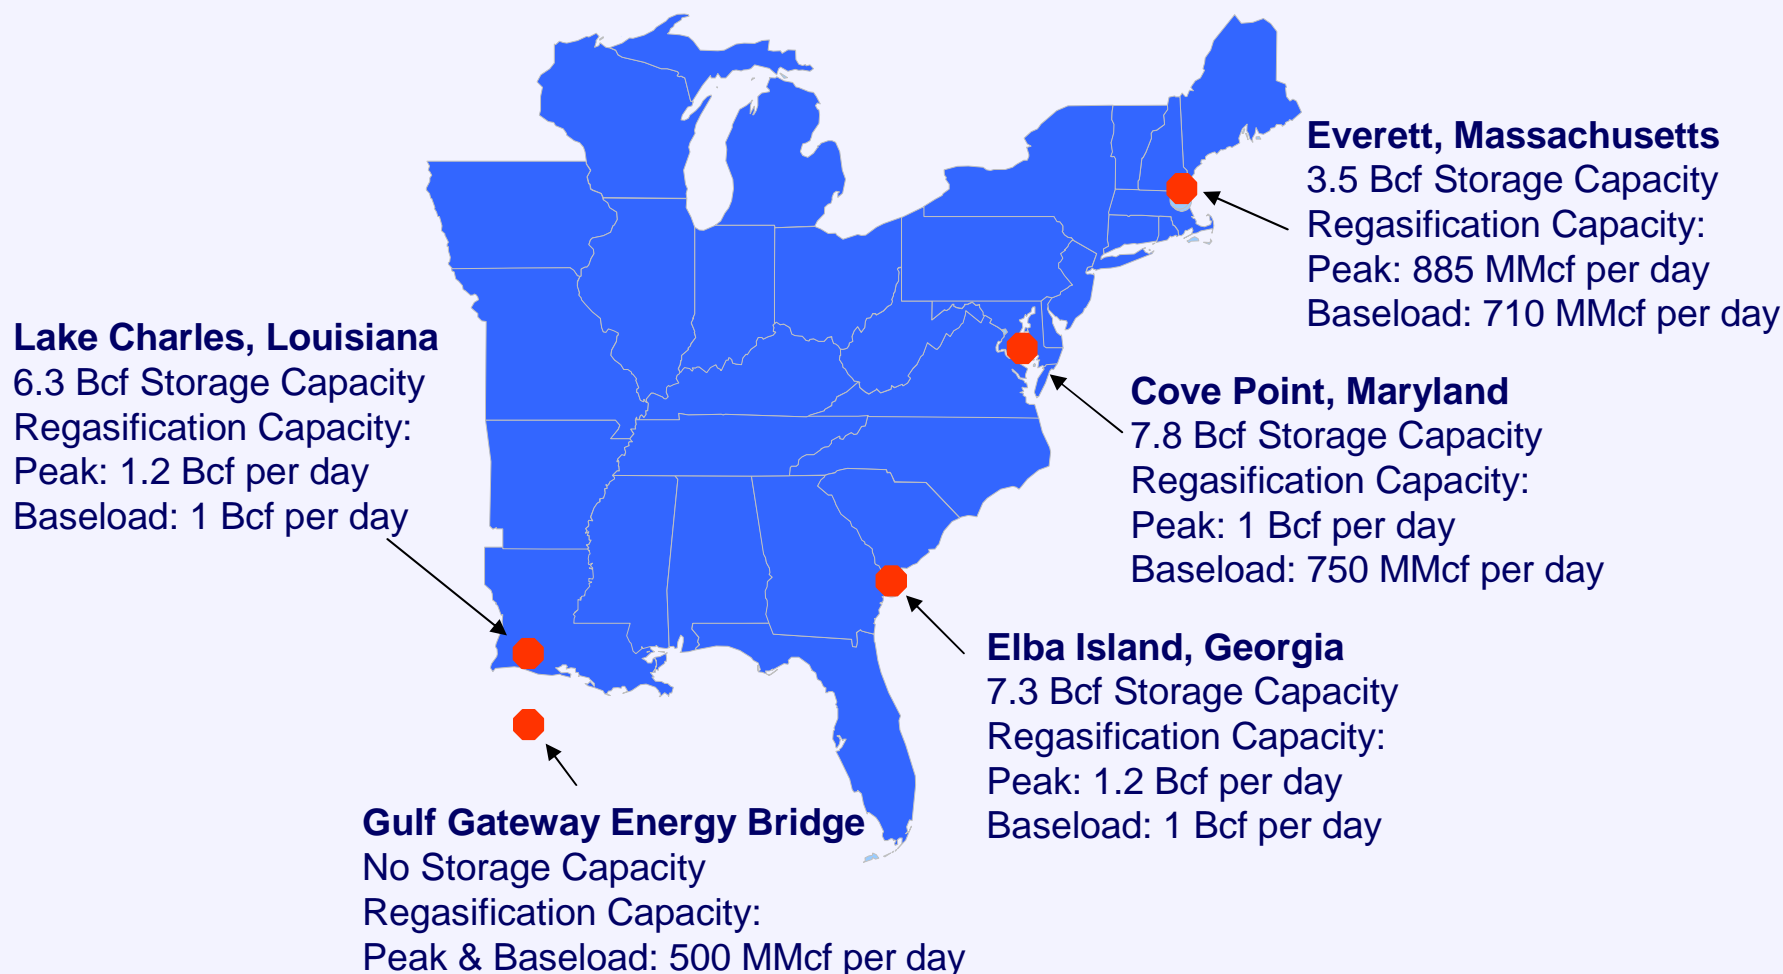 Everett, Massachusetts
3.5 Bcf Storage Capacity
Regasification Capacity:
Peak: 885 MMcf per day
Baseload: 710 MMcf per day
Lake Charles, Louisiana
6.3 Bcf Storage Capacity
Regasification Capacity:
Peak: 1.2 Bcf per day
Baseload: 1 Bcf per day
Cove Point, Maryland
7.8 Bcf Storage Capacity
Regasification Capacity:
Peak: 1 Bcf per day
Baseload: 750 MMcf per day
Elba Island, Georgia
7.3 Bcf Storage Capacity
Regasification Capacity:
Peak: 1.2 Bcf per day
Baseload: 1 Bcf per day
Gulf Gateway Energy Bridge
No Storage Capacity
Regasification Capacity:
Peak & Baseload: 500 MMcf per day